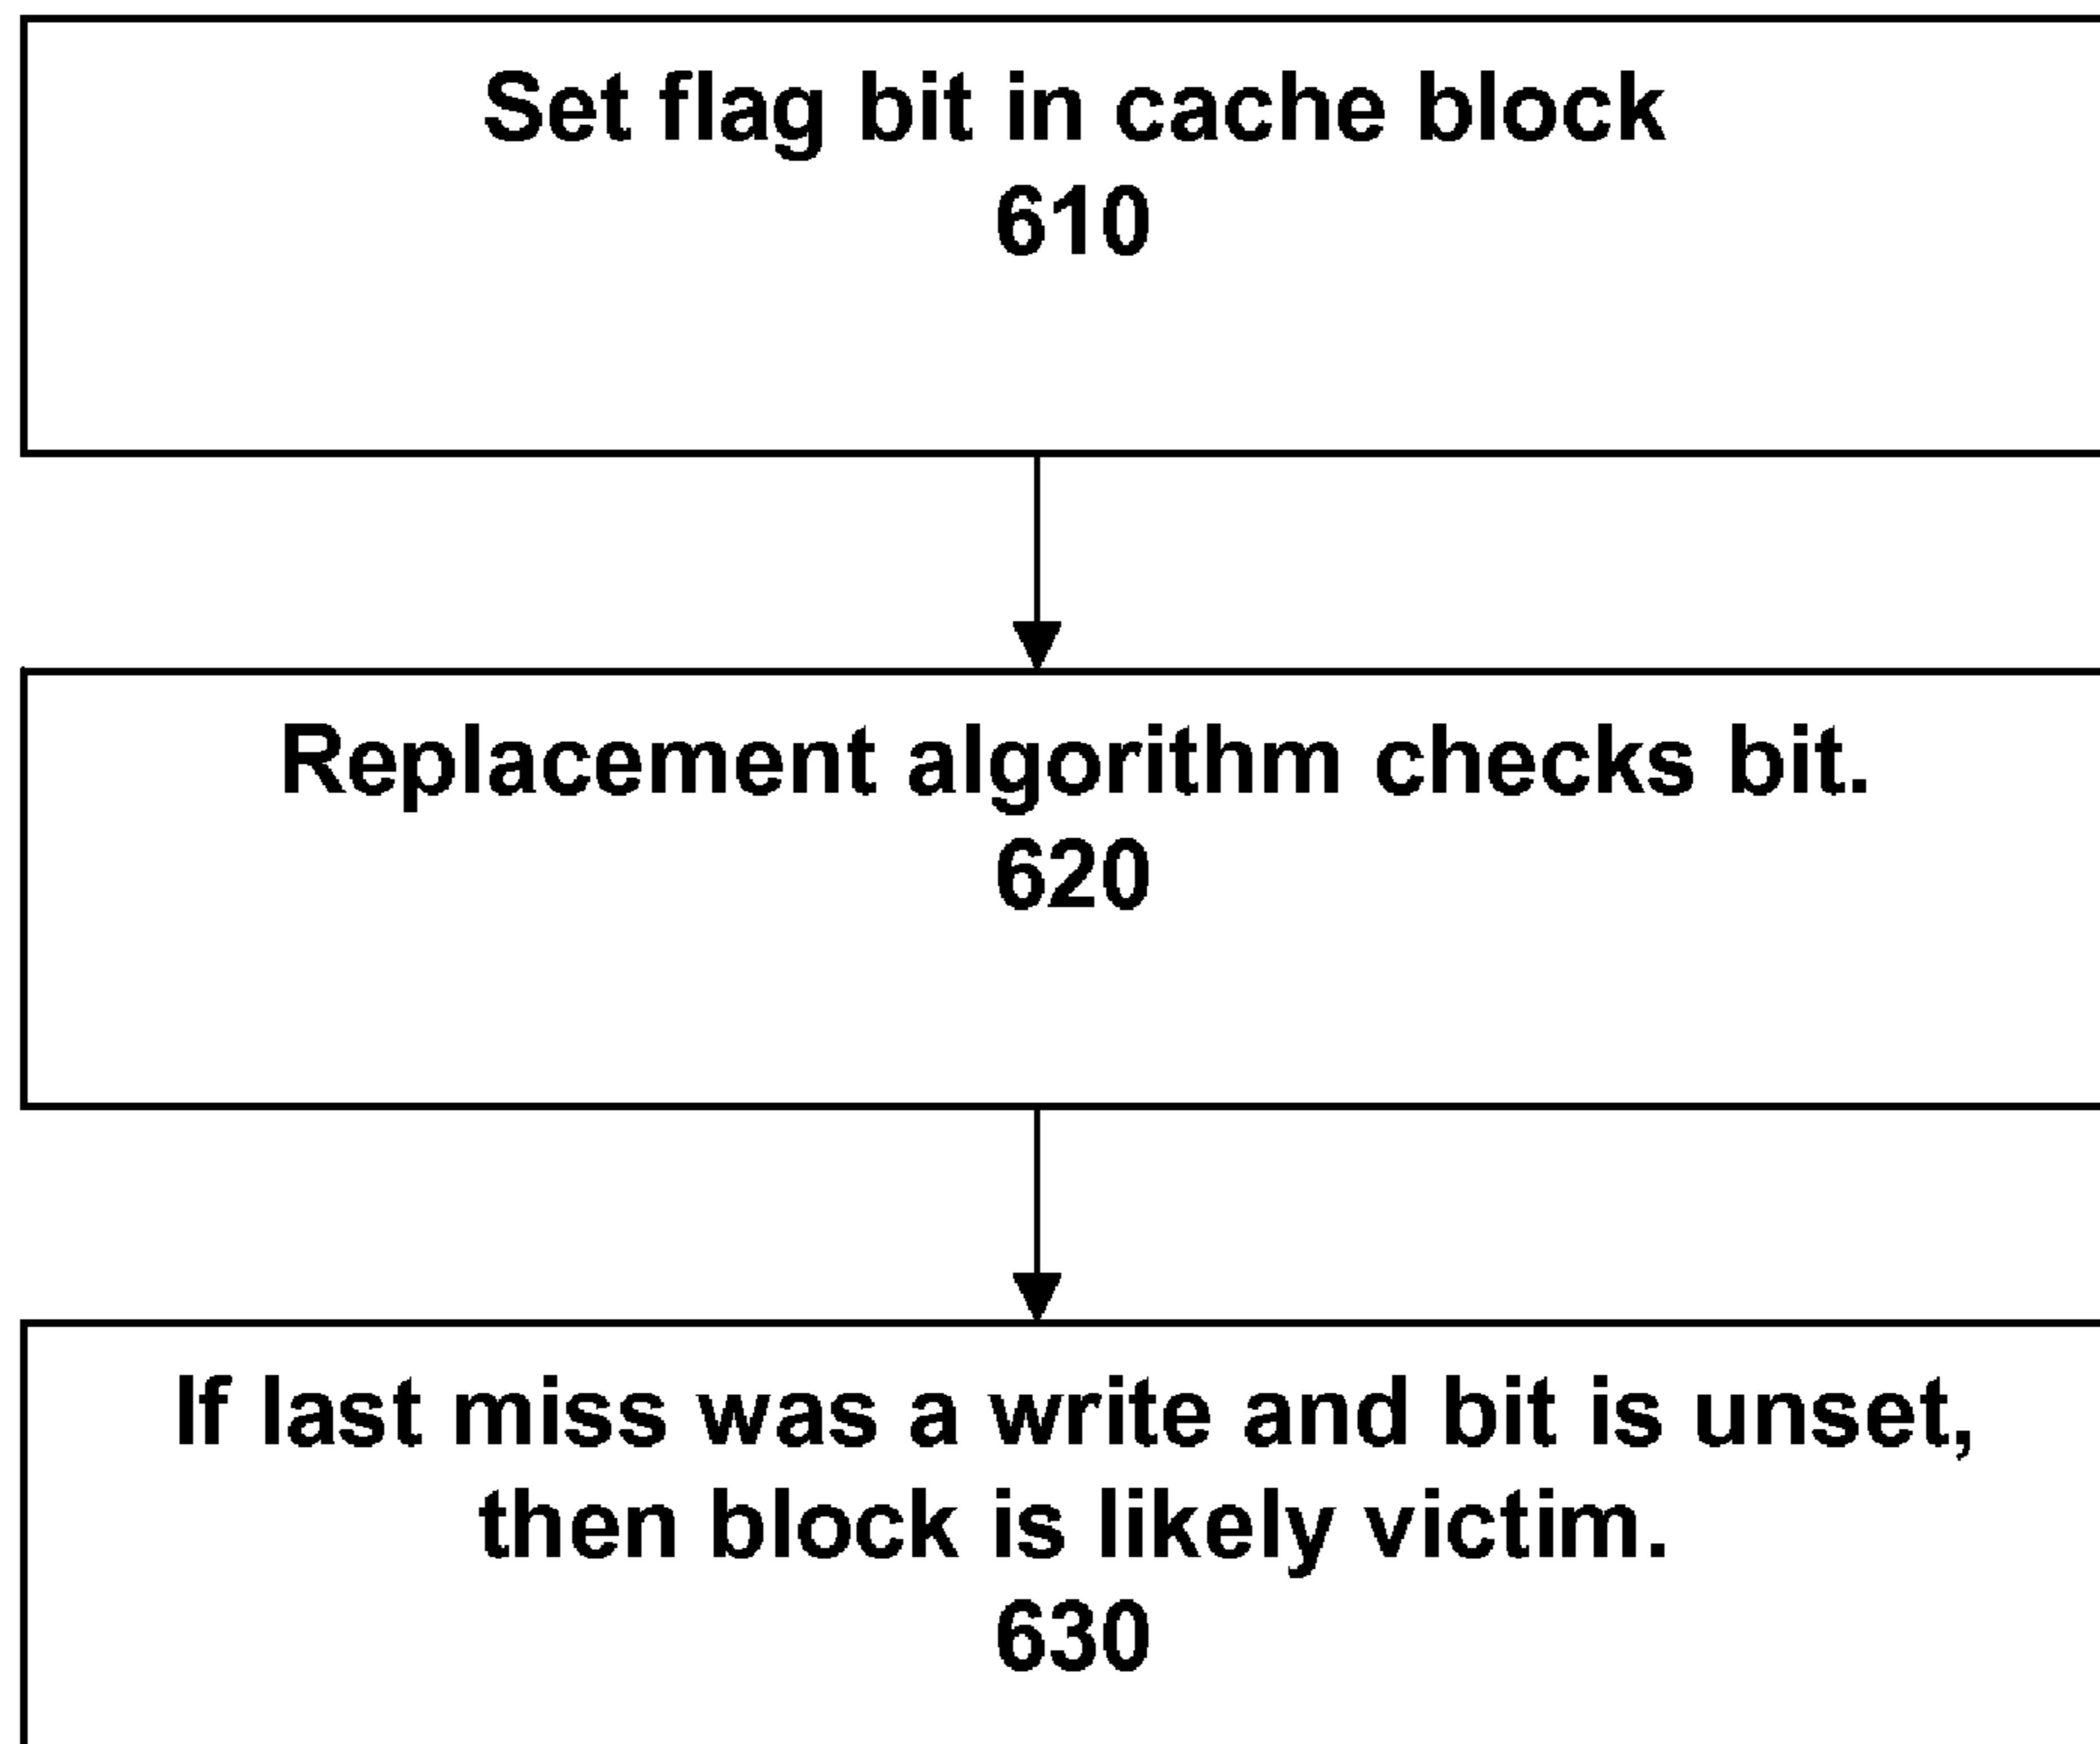 Set flag bit in cache block
610
Replacement algorithm checks bit.
620
If last miss was a write and bit is unset,
then block is likely victim.
630